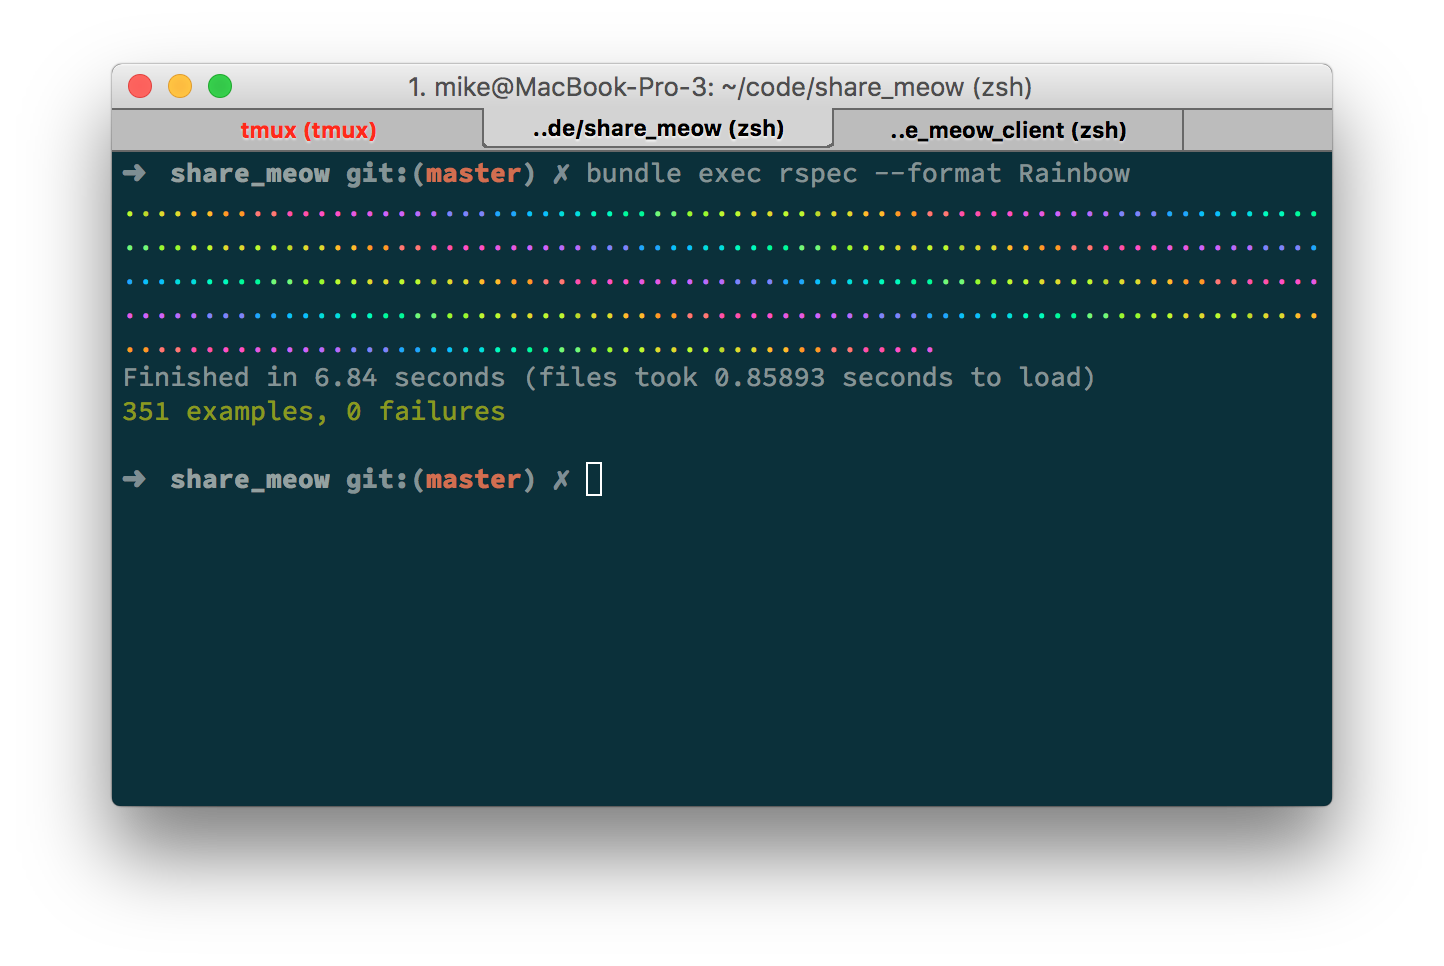 1. mike@MacBook-Pro-3: ~/code/share_meow (zsh)
tmux (tmux) ..de/share_meow (zsh) ..e_meow_client (zsh)
➜ share_meow git:(master) ✗ bundle exec rspec --format Rainbow
...........................................................................
...........................................................................
...........................................................................
...........................................................................
...................................................
Finished in 6.84 seconds (files took 0.85893 seconds to load)
351 examples, 0 failures
➜ share_meow git:(master) ✗